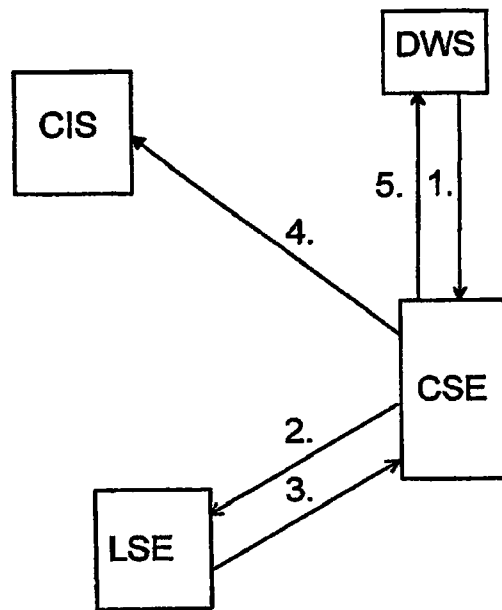 DWS
CIS
5. 1.
4.
CSE
2.
3.
LSE